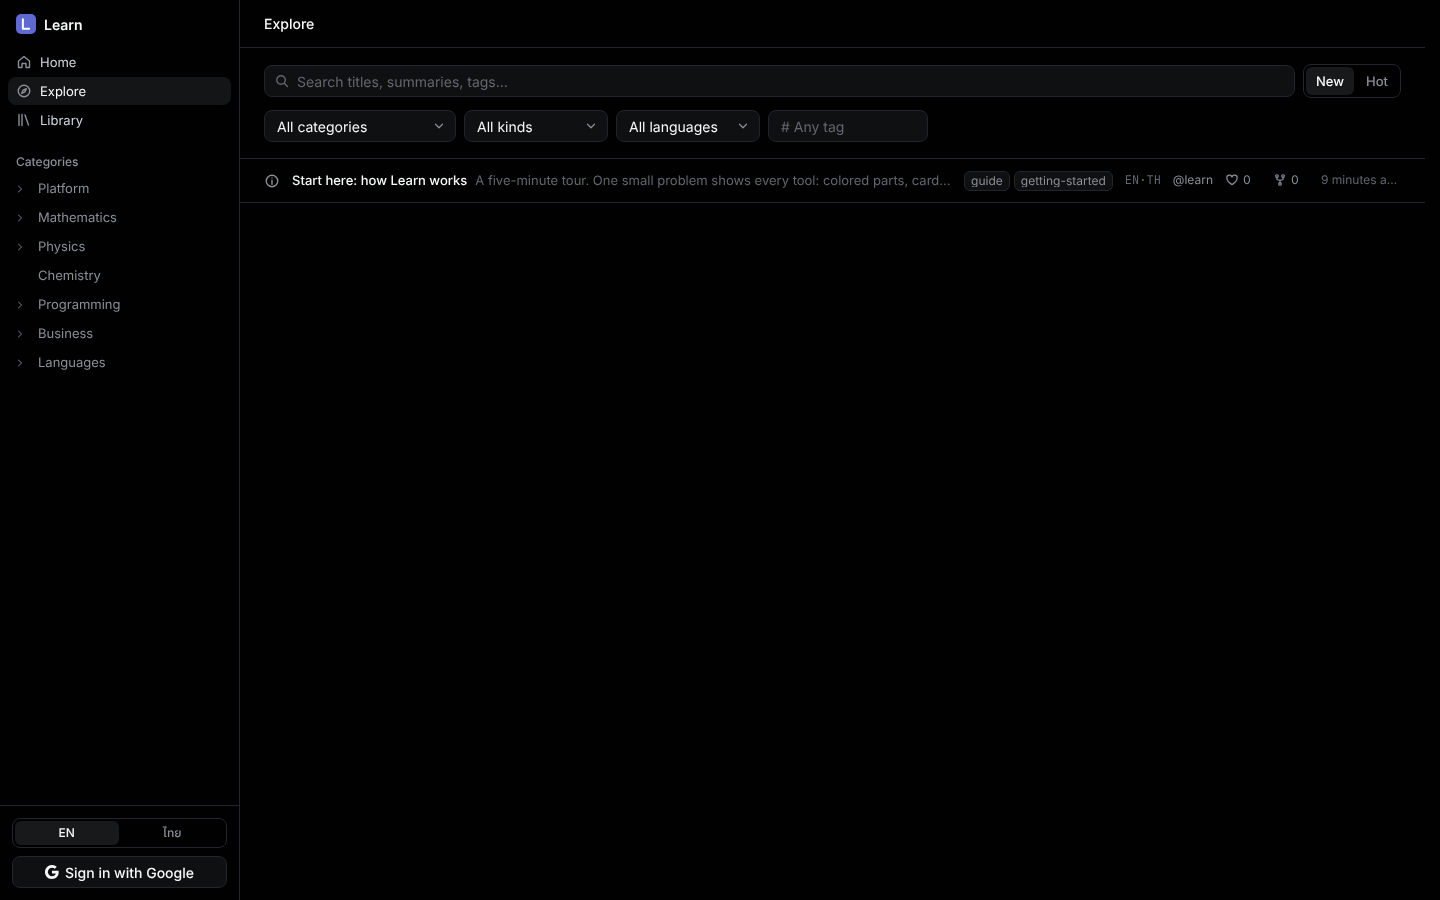 Learn
Home
Explore
Library
Categories
Platform
Mathematics
Physics
Chemistry
Programming
Business
Languages
EN
ไทย
Sign in with Google
Explore
Search titles, summaries, tags...
New
Hot
All categories
All kinds
All languages
# Any tag
Start here: how Learn works A five-minute tour. One small problem shows every tool: colored parts, card... guide getting-started EN·TH @learn 0 0 9 minutes a...